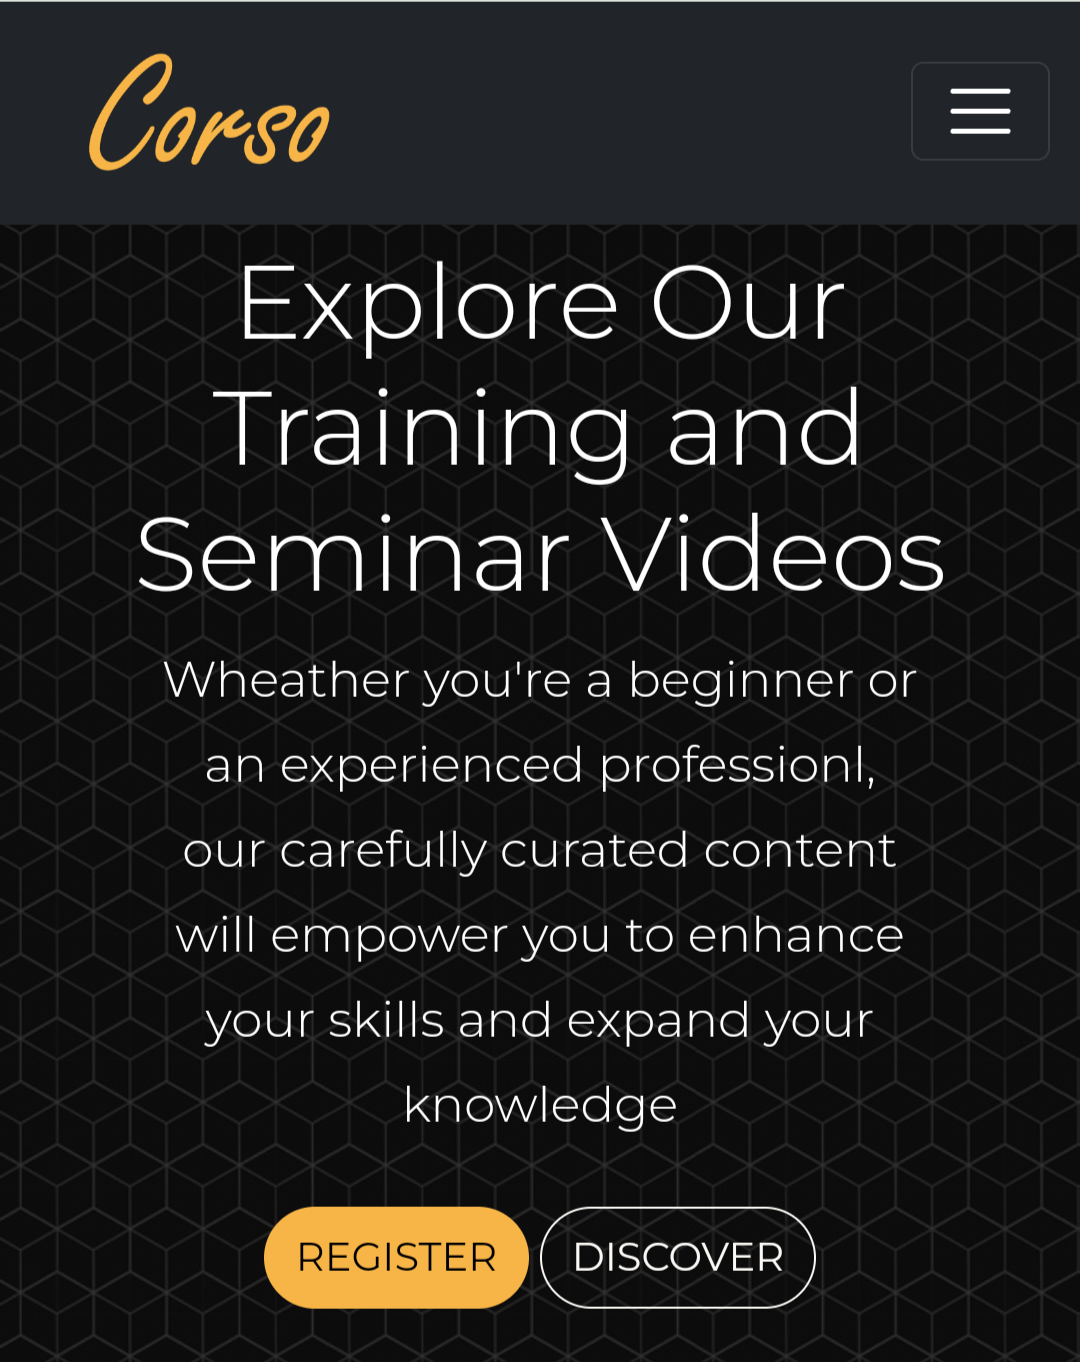 Corso
Explore Our
Training and
Seminar Videos
Wheather you're a beginner or
an experienced professionl,
our carefully curated content
will empower you to enhance
your skills and expand your
knowledge
REGISTER DISCOVER